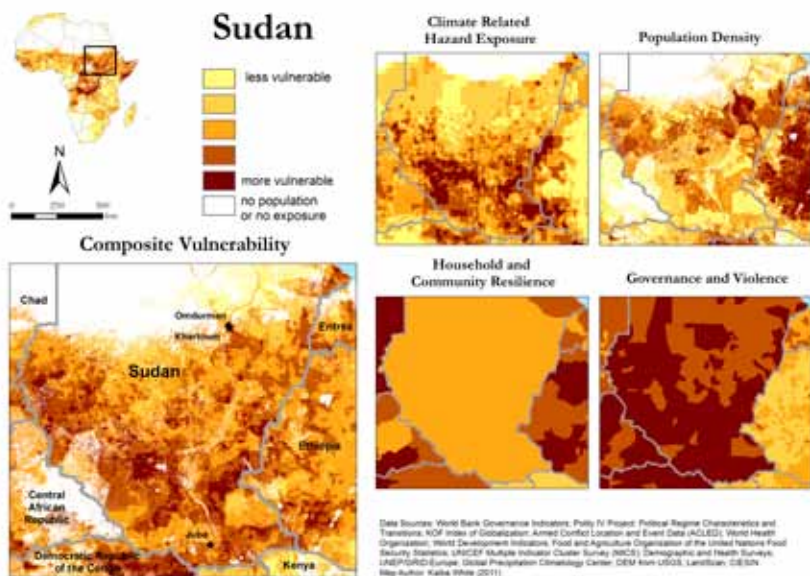 Sudan
Climate Related
Hazard Exposure
Population Density
less vulnerable
more vulnerable
no population
or no exposure
N
0
Composite Vulnerability
Chad
Omdurman
Khartoum
Eritrea
Sudan
Ethiopia
Central
African
Republic
Juba
Democratic Republic
of the Congo
Kenya
Household and
Community Resilience
Governance and Violence
Data Sources: World Bank Governance Indicators; Polity IV Project: Political Regime Characteristics and
Transitions; KOF Index of Globalization; Armed Conflict Location and Event Data (ACLED); World Health
Organization; World Development Indicators; Food and Agriculture Organization of the United Nations Food
Security Statistics; UNICEF Multiple Indicator Cluster Survey (MICS); Demographic and Health Surveys;
UNEP/GRID-Europe; Global Precipitation Climatology Center; DEM from USGS; LandScan; CIESIN
Map Author: Kaiba White (2011)